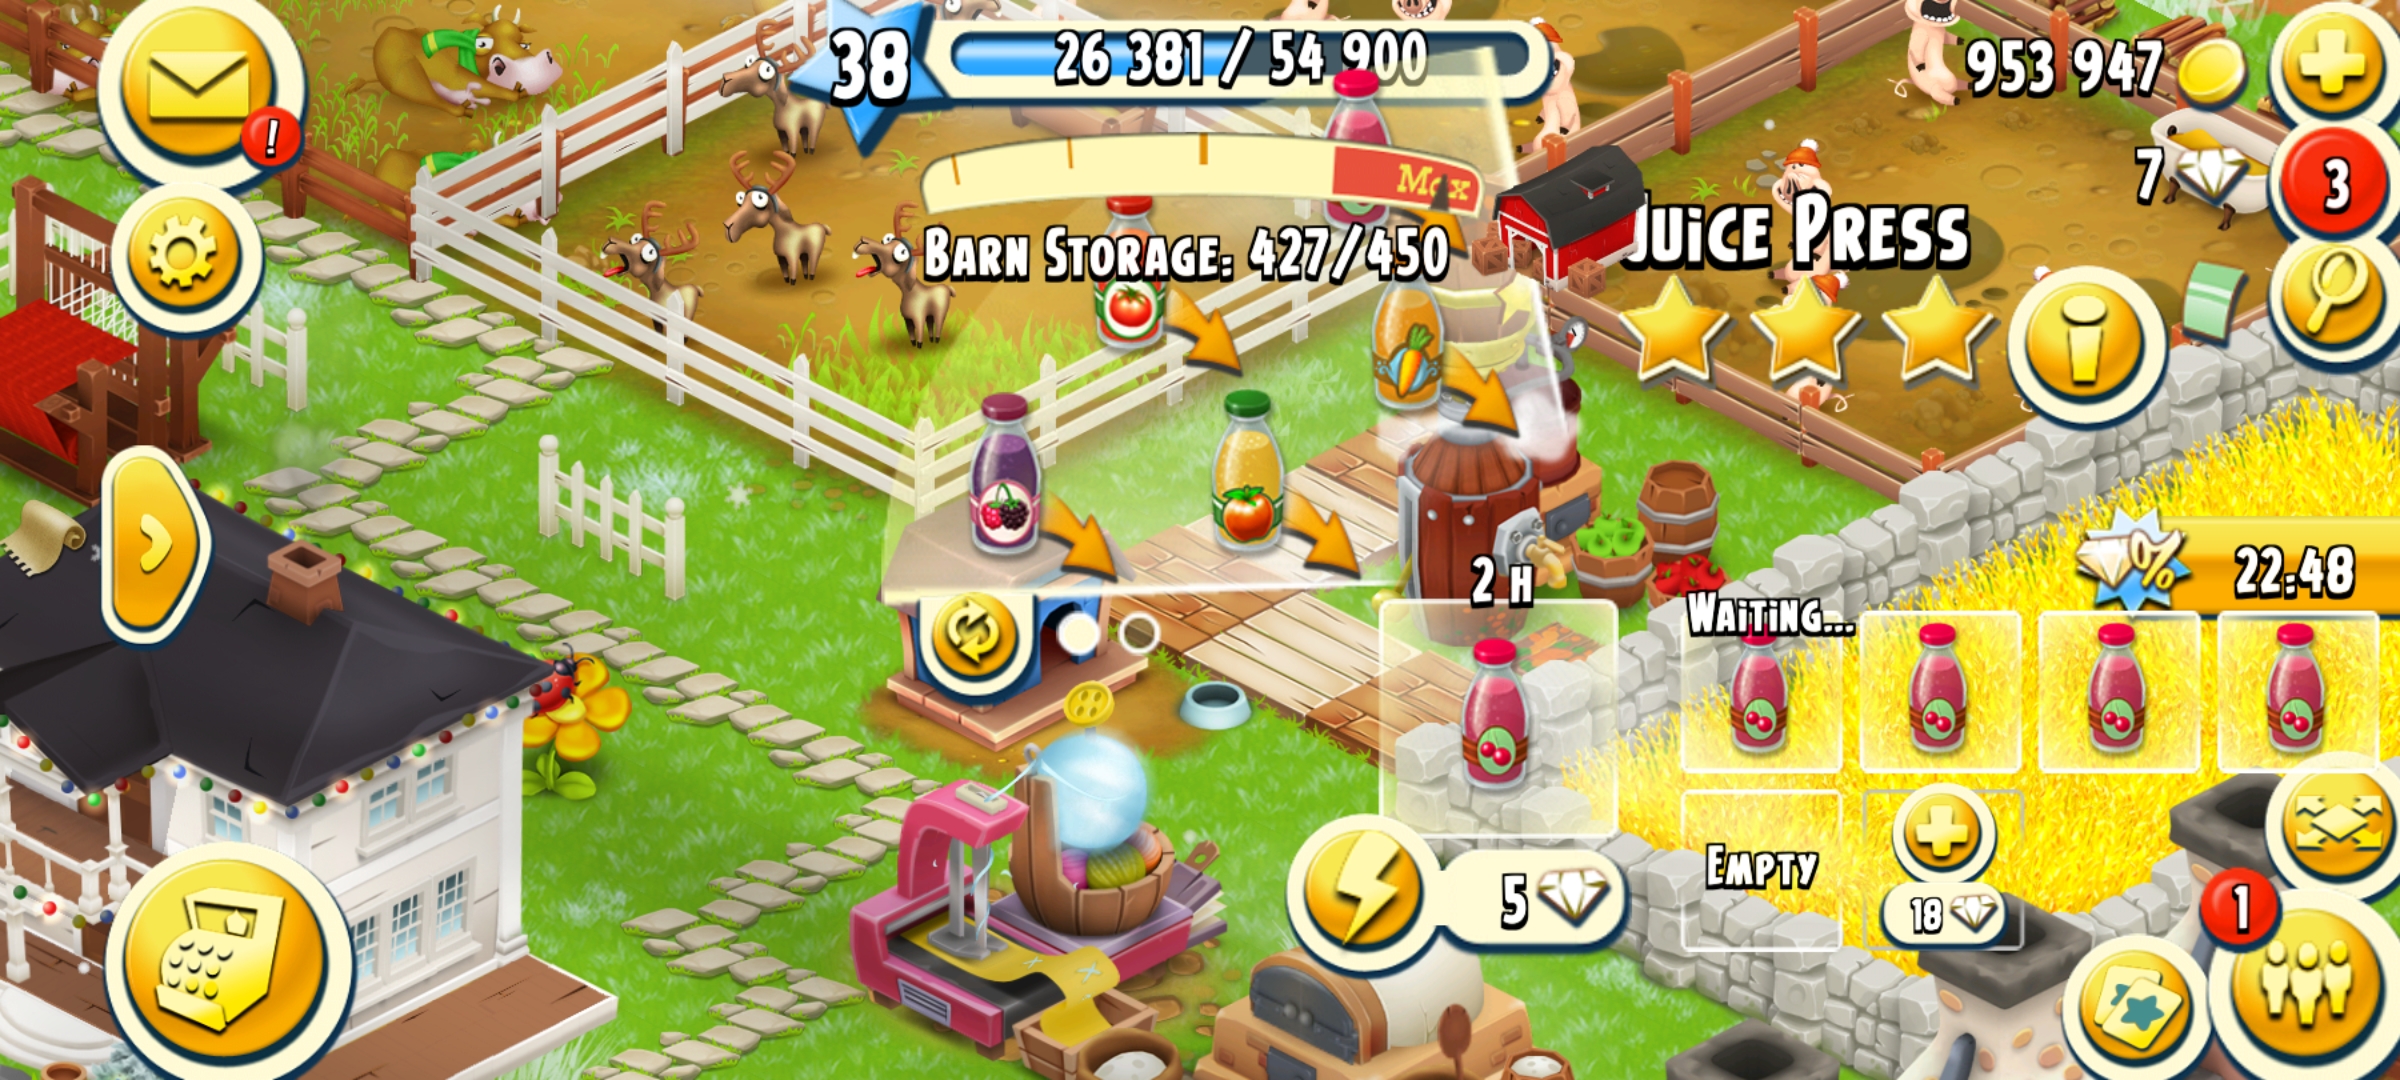 38
26 381 / 54 900
953 947
!
7
3
Max
BARN STORAGE: 427/450
JUICE PRESS
%
22:48
2 H
WAITING...
EMPTY
5
18
1